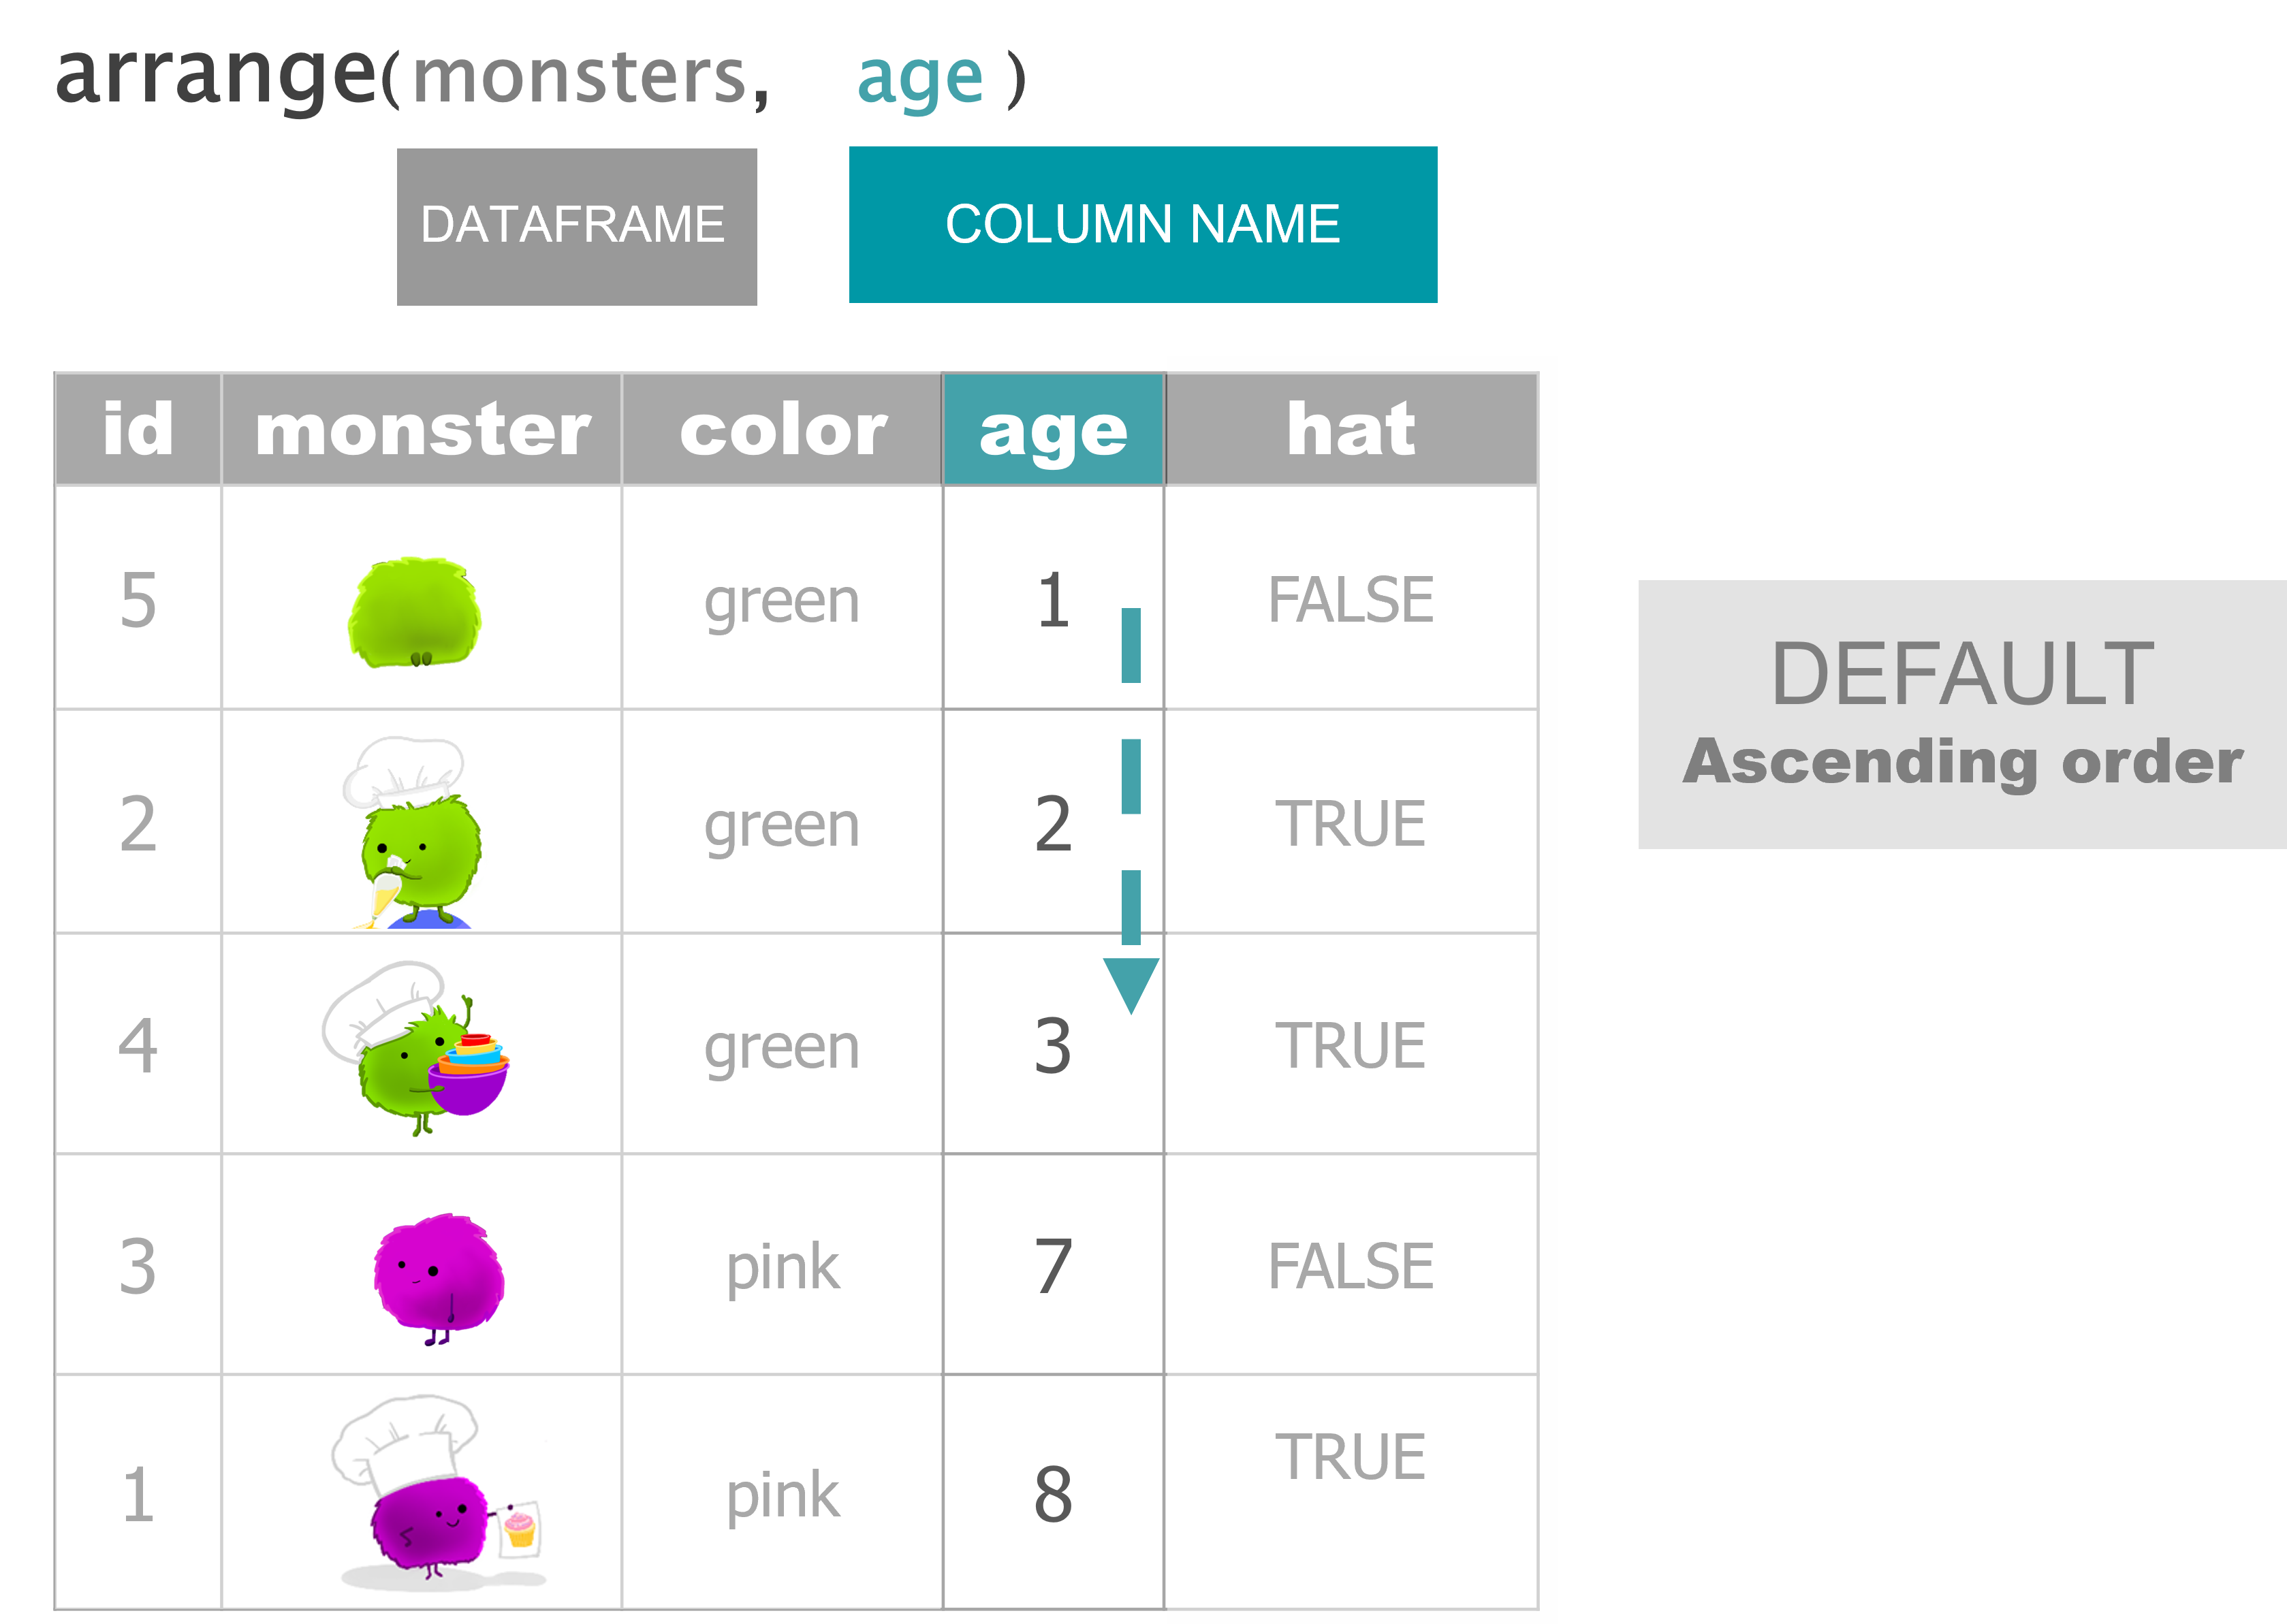 arrange(monsters, age )
DATAFRAME COLUMN NAME
id monster color age hat
5 green 1 FALSE
2 green 2 TRUE
4 green 3 TRUE
3 pink 7 FALSE
1 pink 8 TRUE
DEFAULT
Ascending order